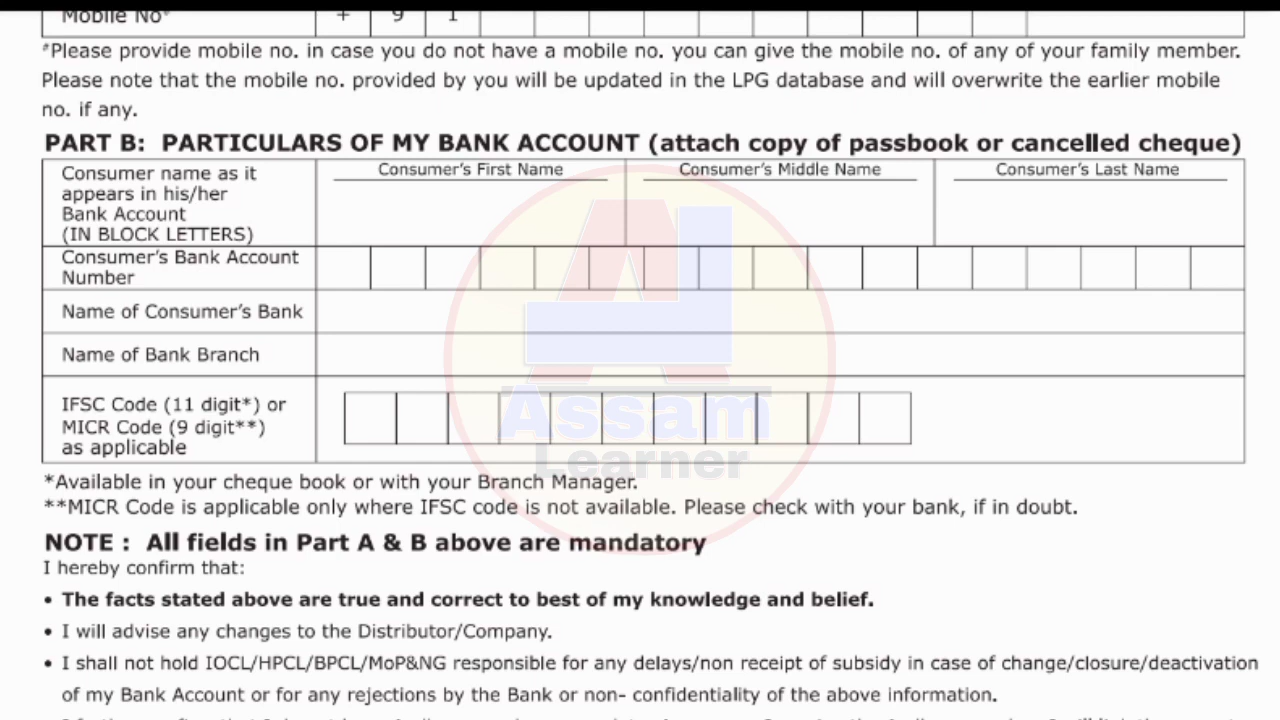 Mobile No* + 9 1
#Please provide mobile no. in case you do not have a mobile no. you can give the mobile no. of any of your family member.
Please note that the mobile no. provided by you will be updated in the LPG database and will overwrite the earlier mobile
no. if any.
PART B: PARTICULARS OF MY BANK ACCOUNT (attach copy of passbook or cancelled cheque)
Consumer name as it
appears in his/her
Bank Account
(IN BLOCK LETTERS)
Consumer's First Name
Consumer's Middle Name
Consumer's Last Name
Consumer's Bank Account
Number
Name of Consumer's Bank
Name of Bank Branch
IFSC Code (11 digit*) or
MICR Code (9 digit**)
as applicable
AL
Assam
Learner
*Available in your cheque book or with your Branch Manager.
**MICR Code is applicable only where IFSC code is not available. Please check with your bank, if in doubt.
NOTE : All fields in Part A & B above are mandatory
I hereby confirm that:
• The facts stated above are true and correct to best of my knowledge and belief.
• I will advise any changes to the Distributor/Company.
• I shall not hold IOCL/HPCL/BPCL/MoP&NG responsible for any delays/non receipt of subsidy in case of change/closure/deactivation
of my Bank Account or for any rejections by the Bank or non- confidentiality of the above information.